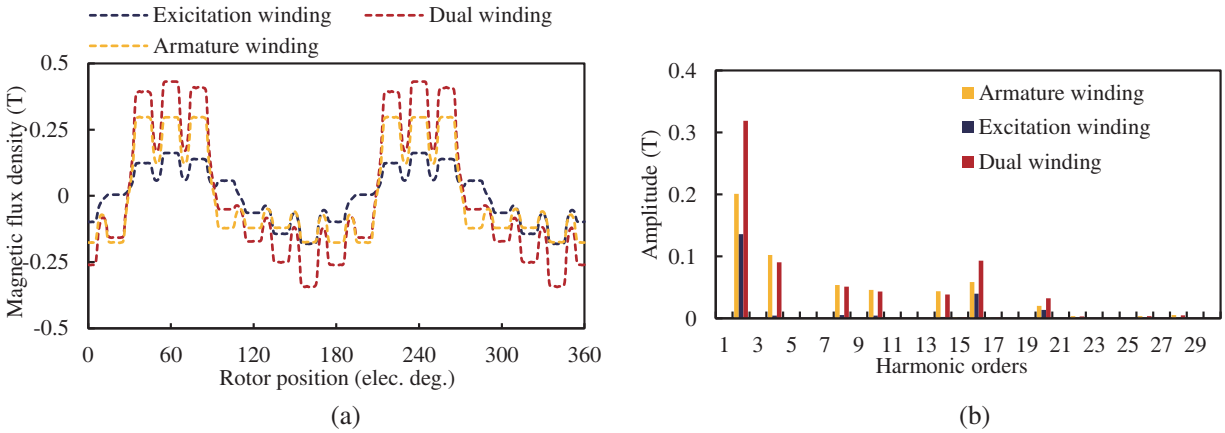 Exicitation winding
Dual winding
Armature winding
Magnetic flux density (T)
0.5
0.25
0
-0.25
-0.5
0 60 120 180 240 300 360
Rotor position (elec. deg.)
(a)
Amplitude (T)
0.4
0.3
0.2
0.1
0
Armature winding
Excitation winding
Dual winding
1 3 5 7 9 11 13 15 17 19 21 23 25 27 29
Harmonic orders
(b)